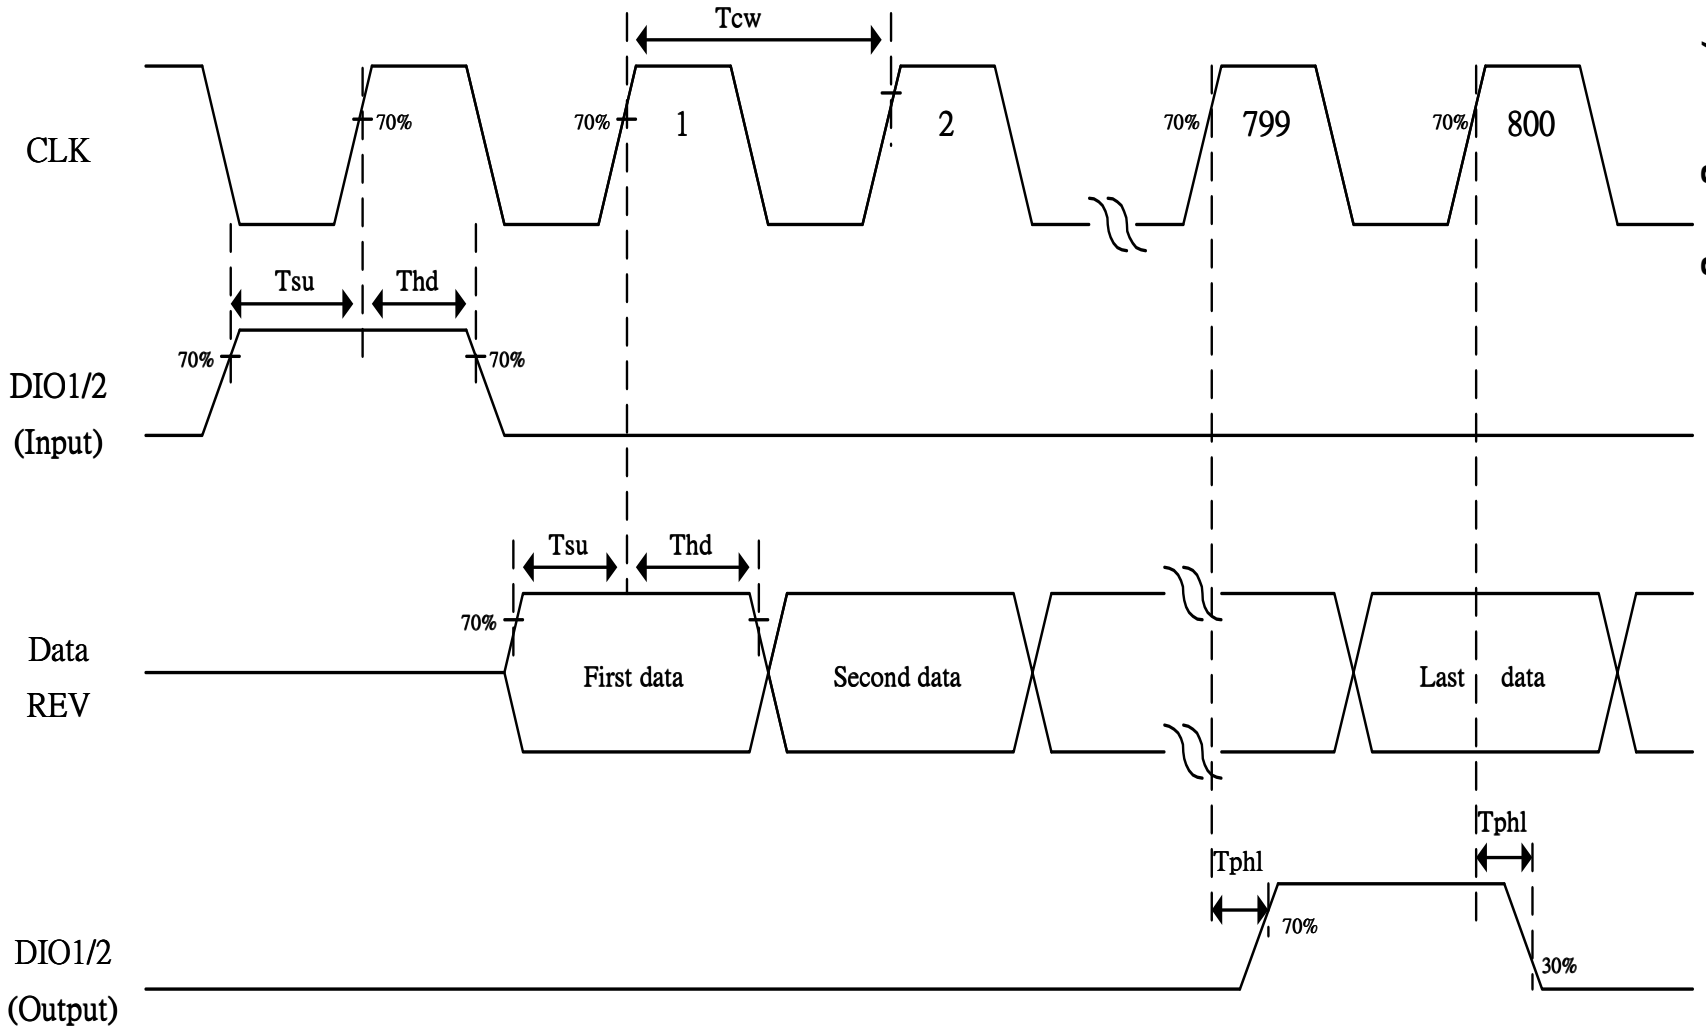 Tcw
CLK
70%
70%
1
2
70%
799
70%
800
Tsu
Thd
70%
70%
DIO1/2
(Input)
Tsu
Thd
70%
Data
REV
First data
Second data
Last data
Tphl
Tphl
70%
DIO1/2
(Output)
30%